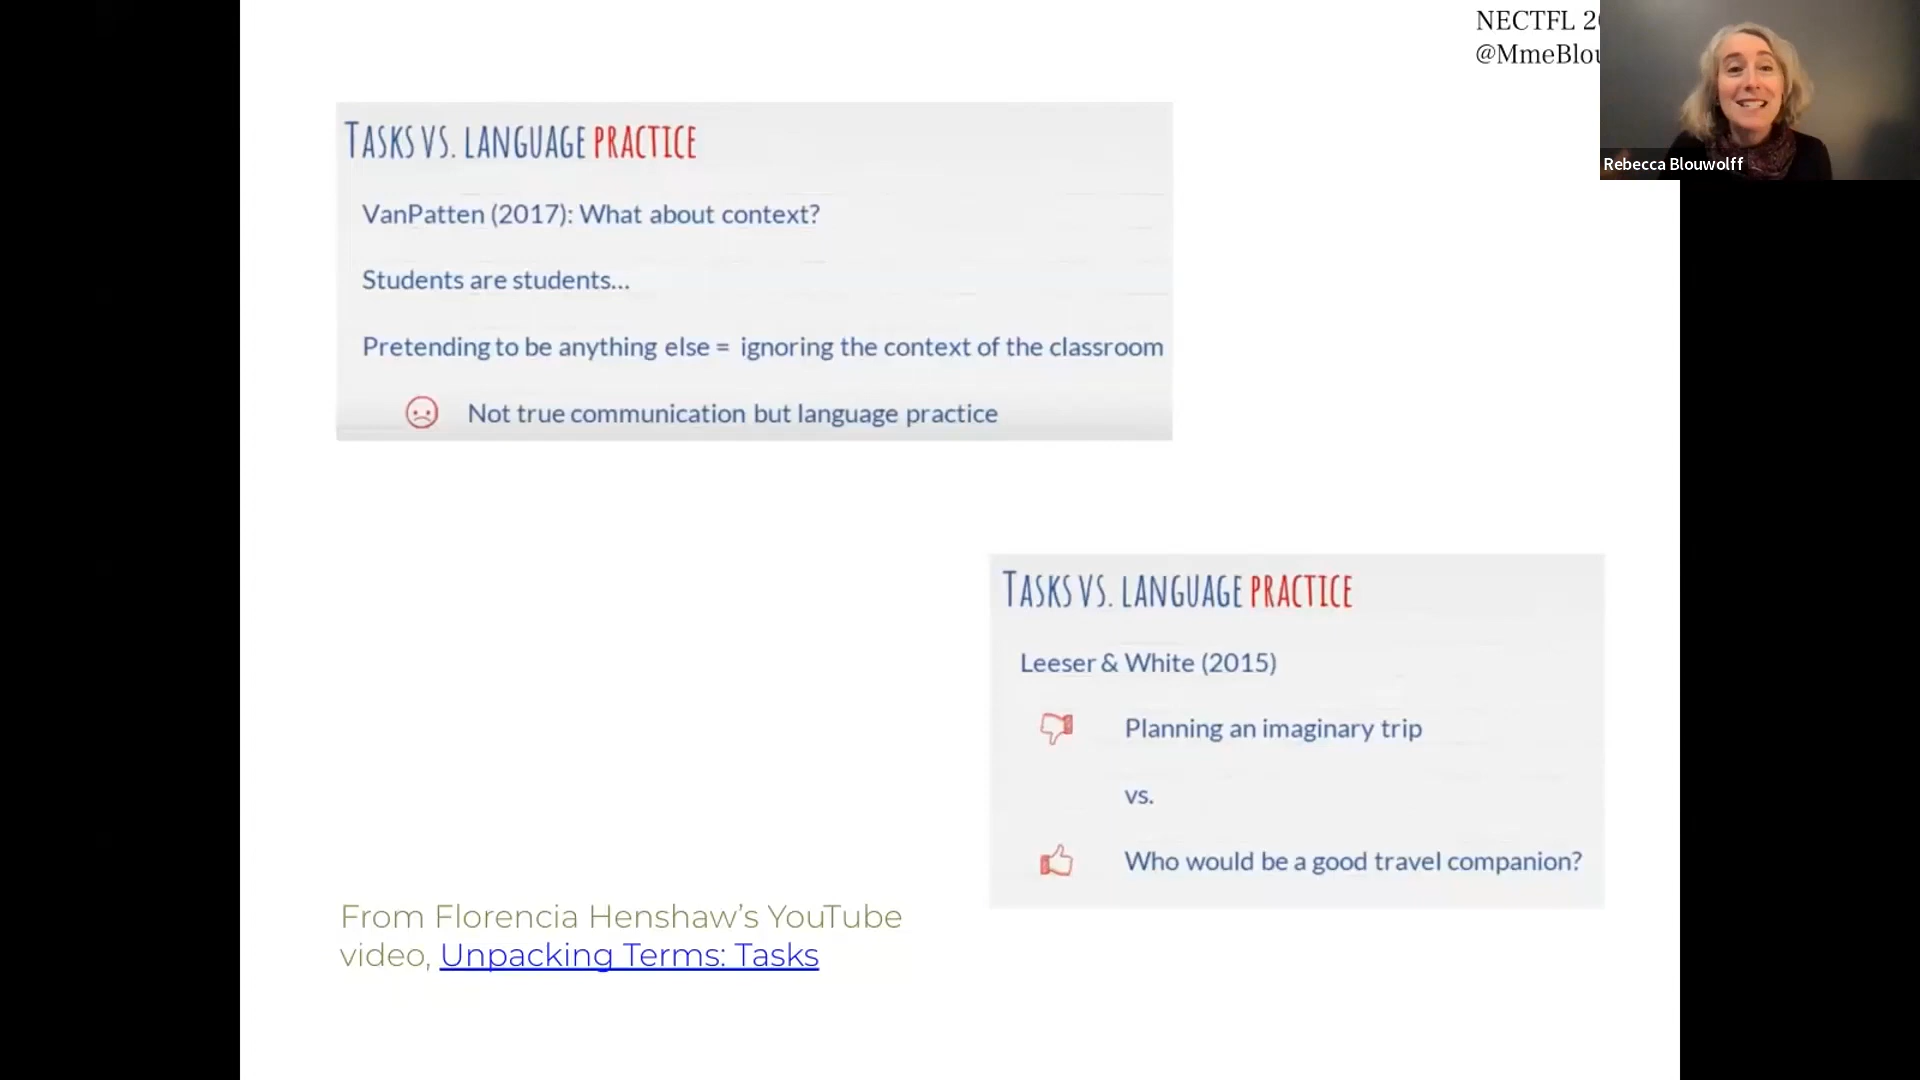 NECTFL
@MmeBlou
Rebecca Blouwolff
TASKS VS. LANGUAGE PRACTICE
VanPatten (2017): What about context?
Students are students...
Pretending to be anything else = ignoring the context of the classroom
Not true communication but language practice
TASKS VS. LANGUAGE PRACTICE
Leeser & White (2015)
Planning an imaginary trip
vs.
Who would be a good travel companion?
From Florencia Henshaw’s YouTube
video, Unpacking Terms: Tasks